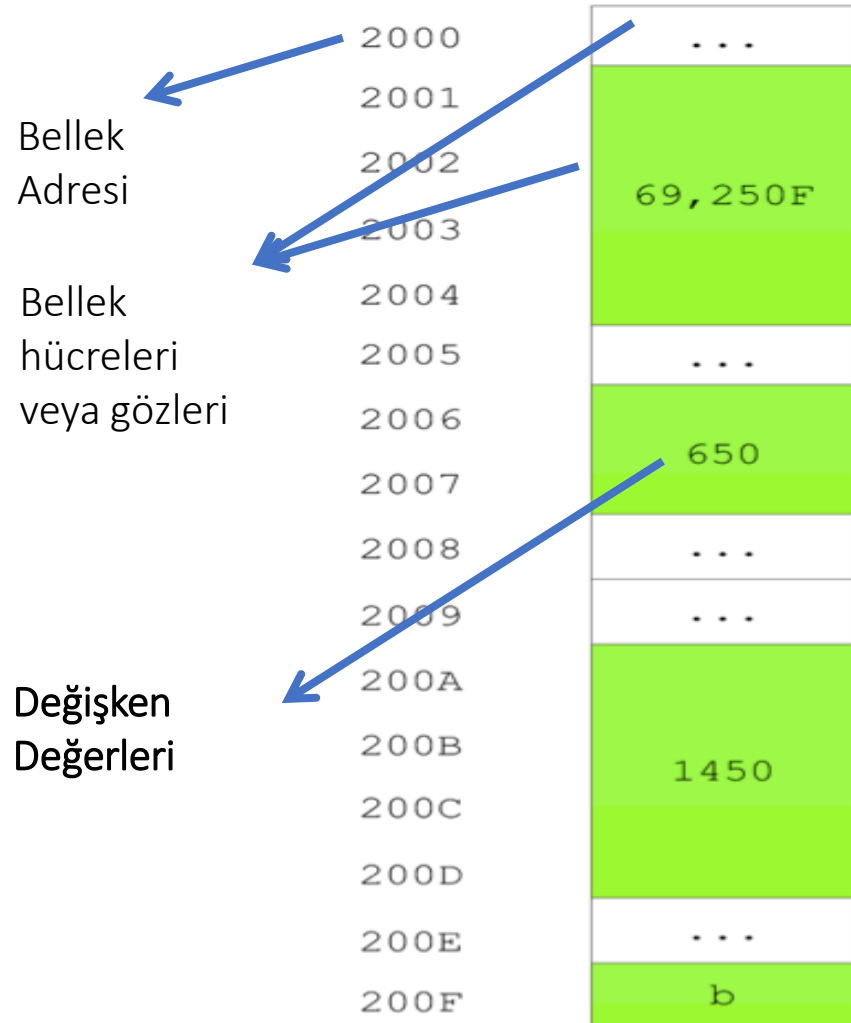 2000
...
2001
Bellek
Adresi
2002
69,250F
2003
2004
Bellek
hücreleri
veya gözleri
2005
...
2006
650
2007
2008
...
2009
...
200A
Değişken
Değerleri
200B
1450
200C
200D
200E
...
200F
b